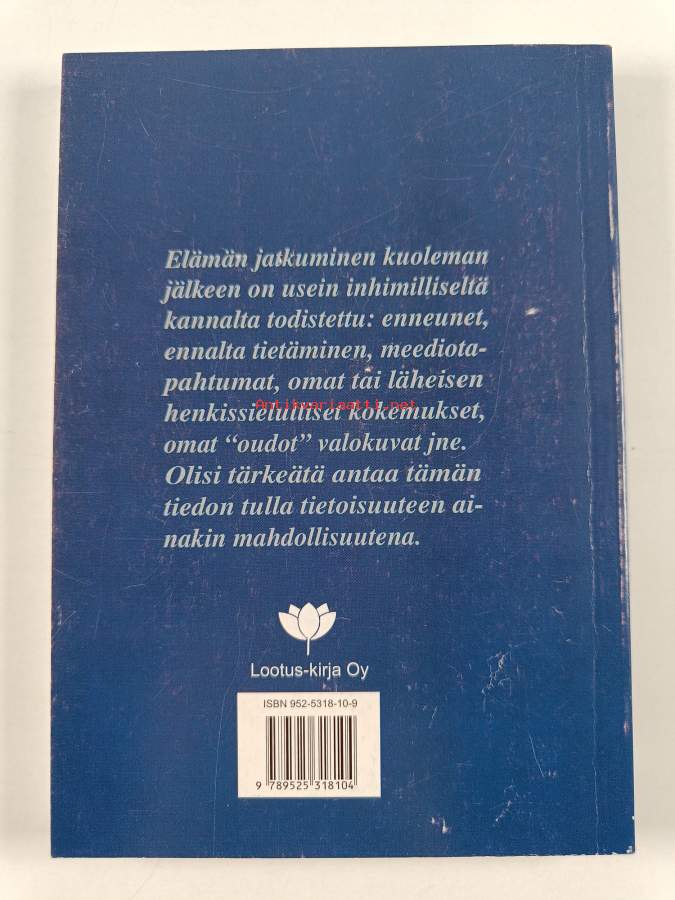 Elämän jatkuminen kuoleman
jälkeen on usein inhimilliseltä
kannalta todistettu: enneunet,
ennalta tietäminen, meediota-
pahtumat, omat tai läheisen
Antikvariaatti.net
henkissielulliset kokemukset,
omat “oudot” valokuvat jne.
Olisi tärkeätä antaa tämän
tiedon tulla tietoisuuteen ai-
nakin mahdollisuutena.
Lootus-kirja Oy
ISBN 952-5318-10-9
9 789525 318104